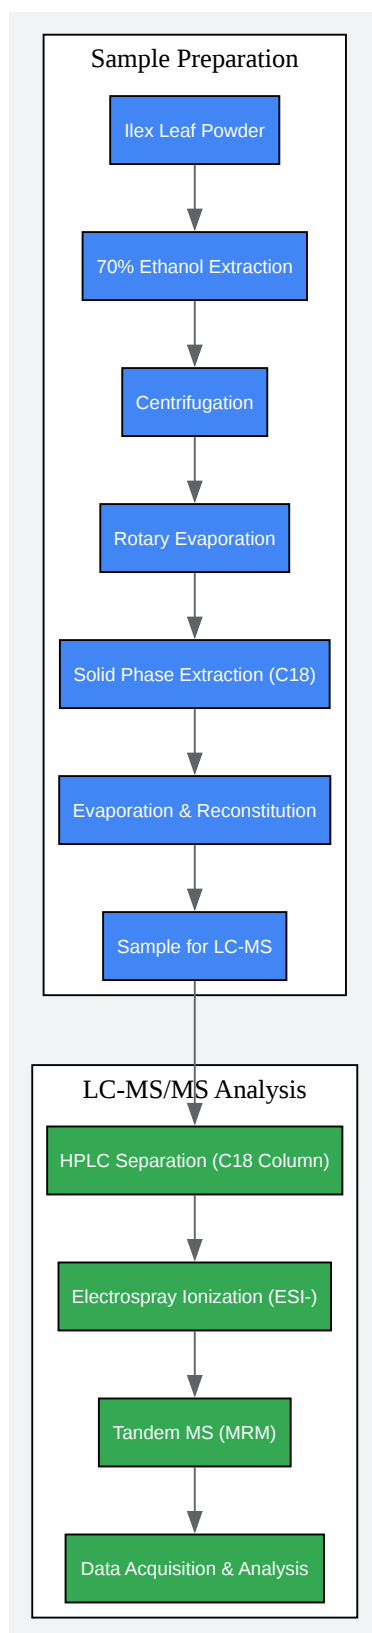 Sample Preparation
Ilex Leaf Powder
70% Ethanol Extraction
Centrifugation
Rotary Evaporation
Solid Phase Extraction (C18)
Evaporation & Reconstitution
Sample for LC-MS
LC-MS/MS Analysis
HPLC Separation (C18 Column)
Electrospray Ionization (ESI-)
Tandem MS (MRM)
Data Acquisition & Analysis